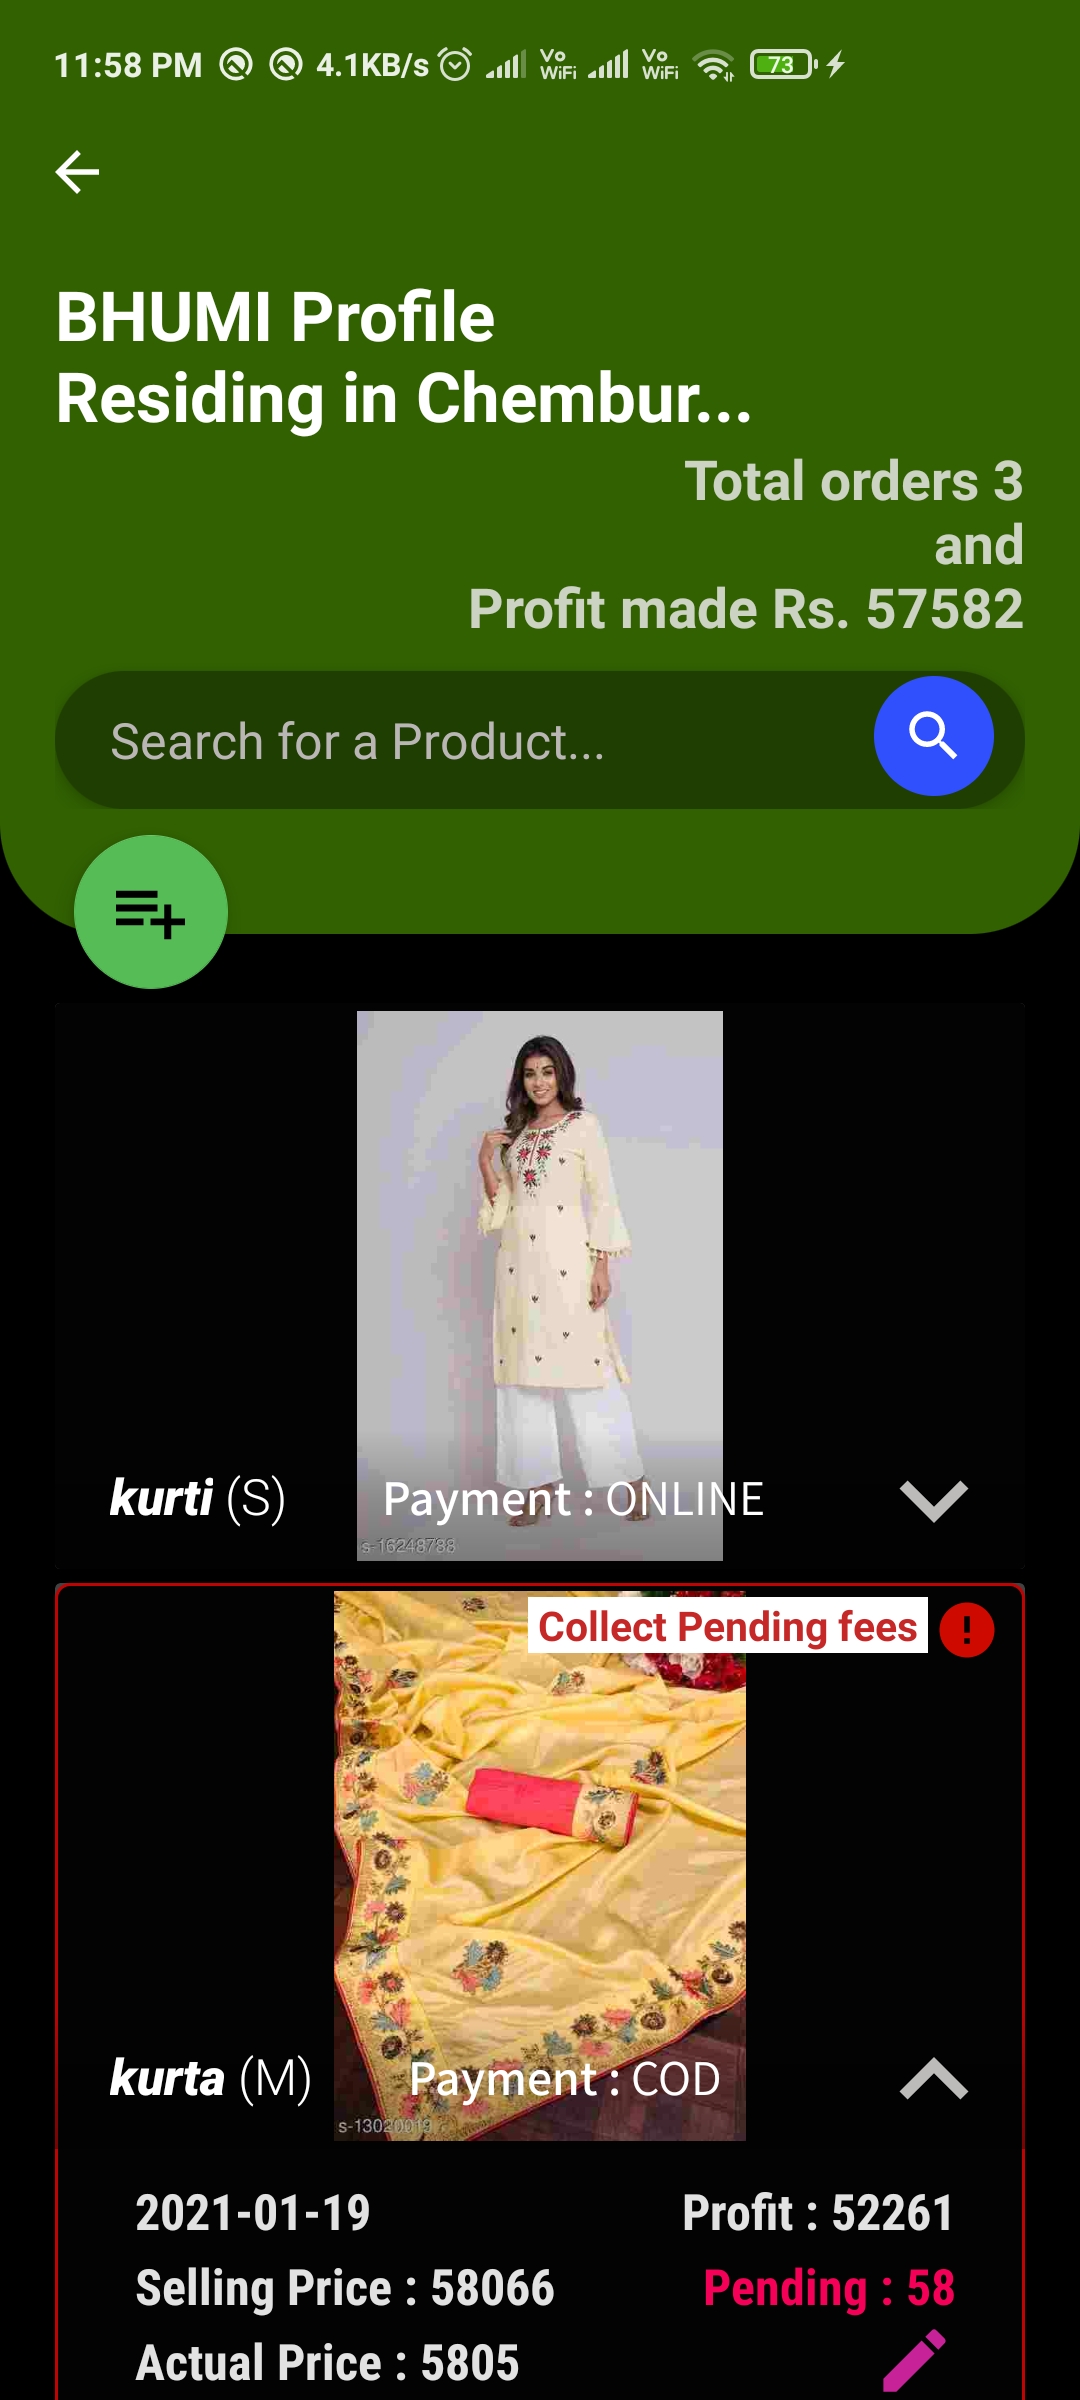 11:58 PM 4.1KB/s Vo WiFi Vo WiFi 73
BHUMI Profile
Residing in Chembur...
Total orders 3
and
Profit made Rs. 57582
Search for a Product...
kurti (S) Payment : ONLINE
s-16248788
Collect Pending fees !
kurta (M) Payment : COD
s-13020018
2021-01-19 Profit : 52261
Selling Price : 58066 Pending : 58
Actual Price : 5805